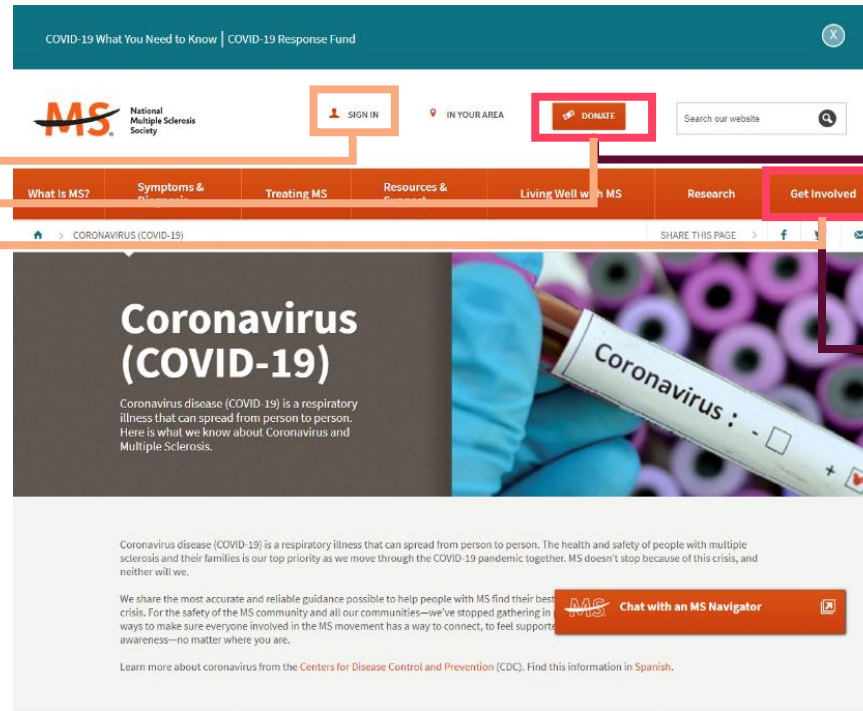 COVID-19 What You Need to Know | COVID-19 Response Fund
X
MS
National
Multiple Sclerosis
Society
SIGN IN
IN YOUR AREA
DONATE
Search our website
What Is MS?
Symptoms &
Treating MS
Resources &
Living Well with MS
Research
Get Involved
> CORONAVIRUS (COVID-19)
SHARE THIS PAGE >
Coronavirus
(COVID-19)
Coronavirus disease (COVID-19) is a respiratory
illness that can spread from person to person.
Here is what we know about Coronavirus and
Multiple Sclerosis.
Coronavirus : - +
Coronavirus disease (COVID-19) is a respiratory illness that can spread from person to person. The health and safety of people with multiple
sclerosis and their families is our top priority as we move through the COVID-19 pandemic together. MS doesn't stop because of this crisis, and
neither will we.
We share the most accurate and reliable guidance possible to help people with MS find their best
crisis. For the safety of the MS community and all our communities—we've stopped gathering in
ways to make sure everyone involved in the MS movement has a way to connect, to feel
awareness—no matter where you are.
MS Chat with an MS Navigator
Learn more about coronavirus from the Centers for Disease Control and Prevention (CDC). Find this information in Spanish.